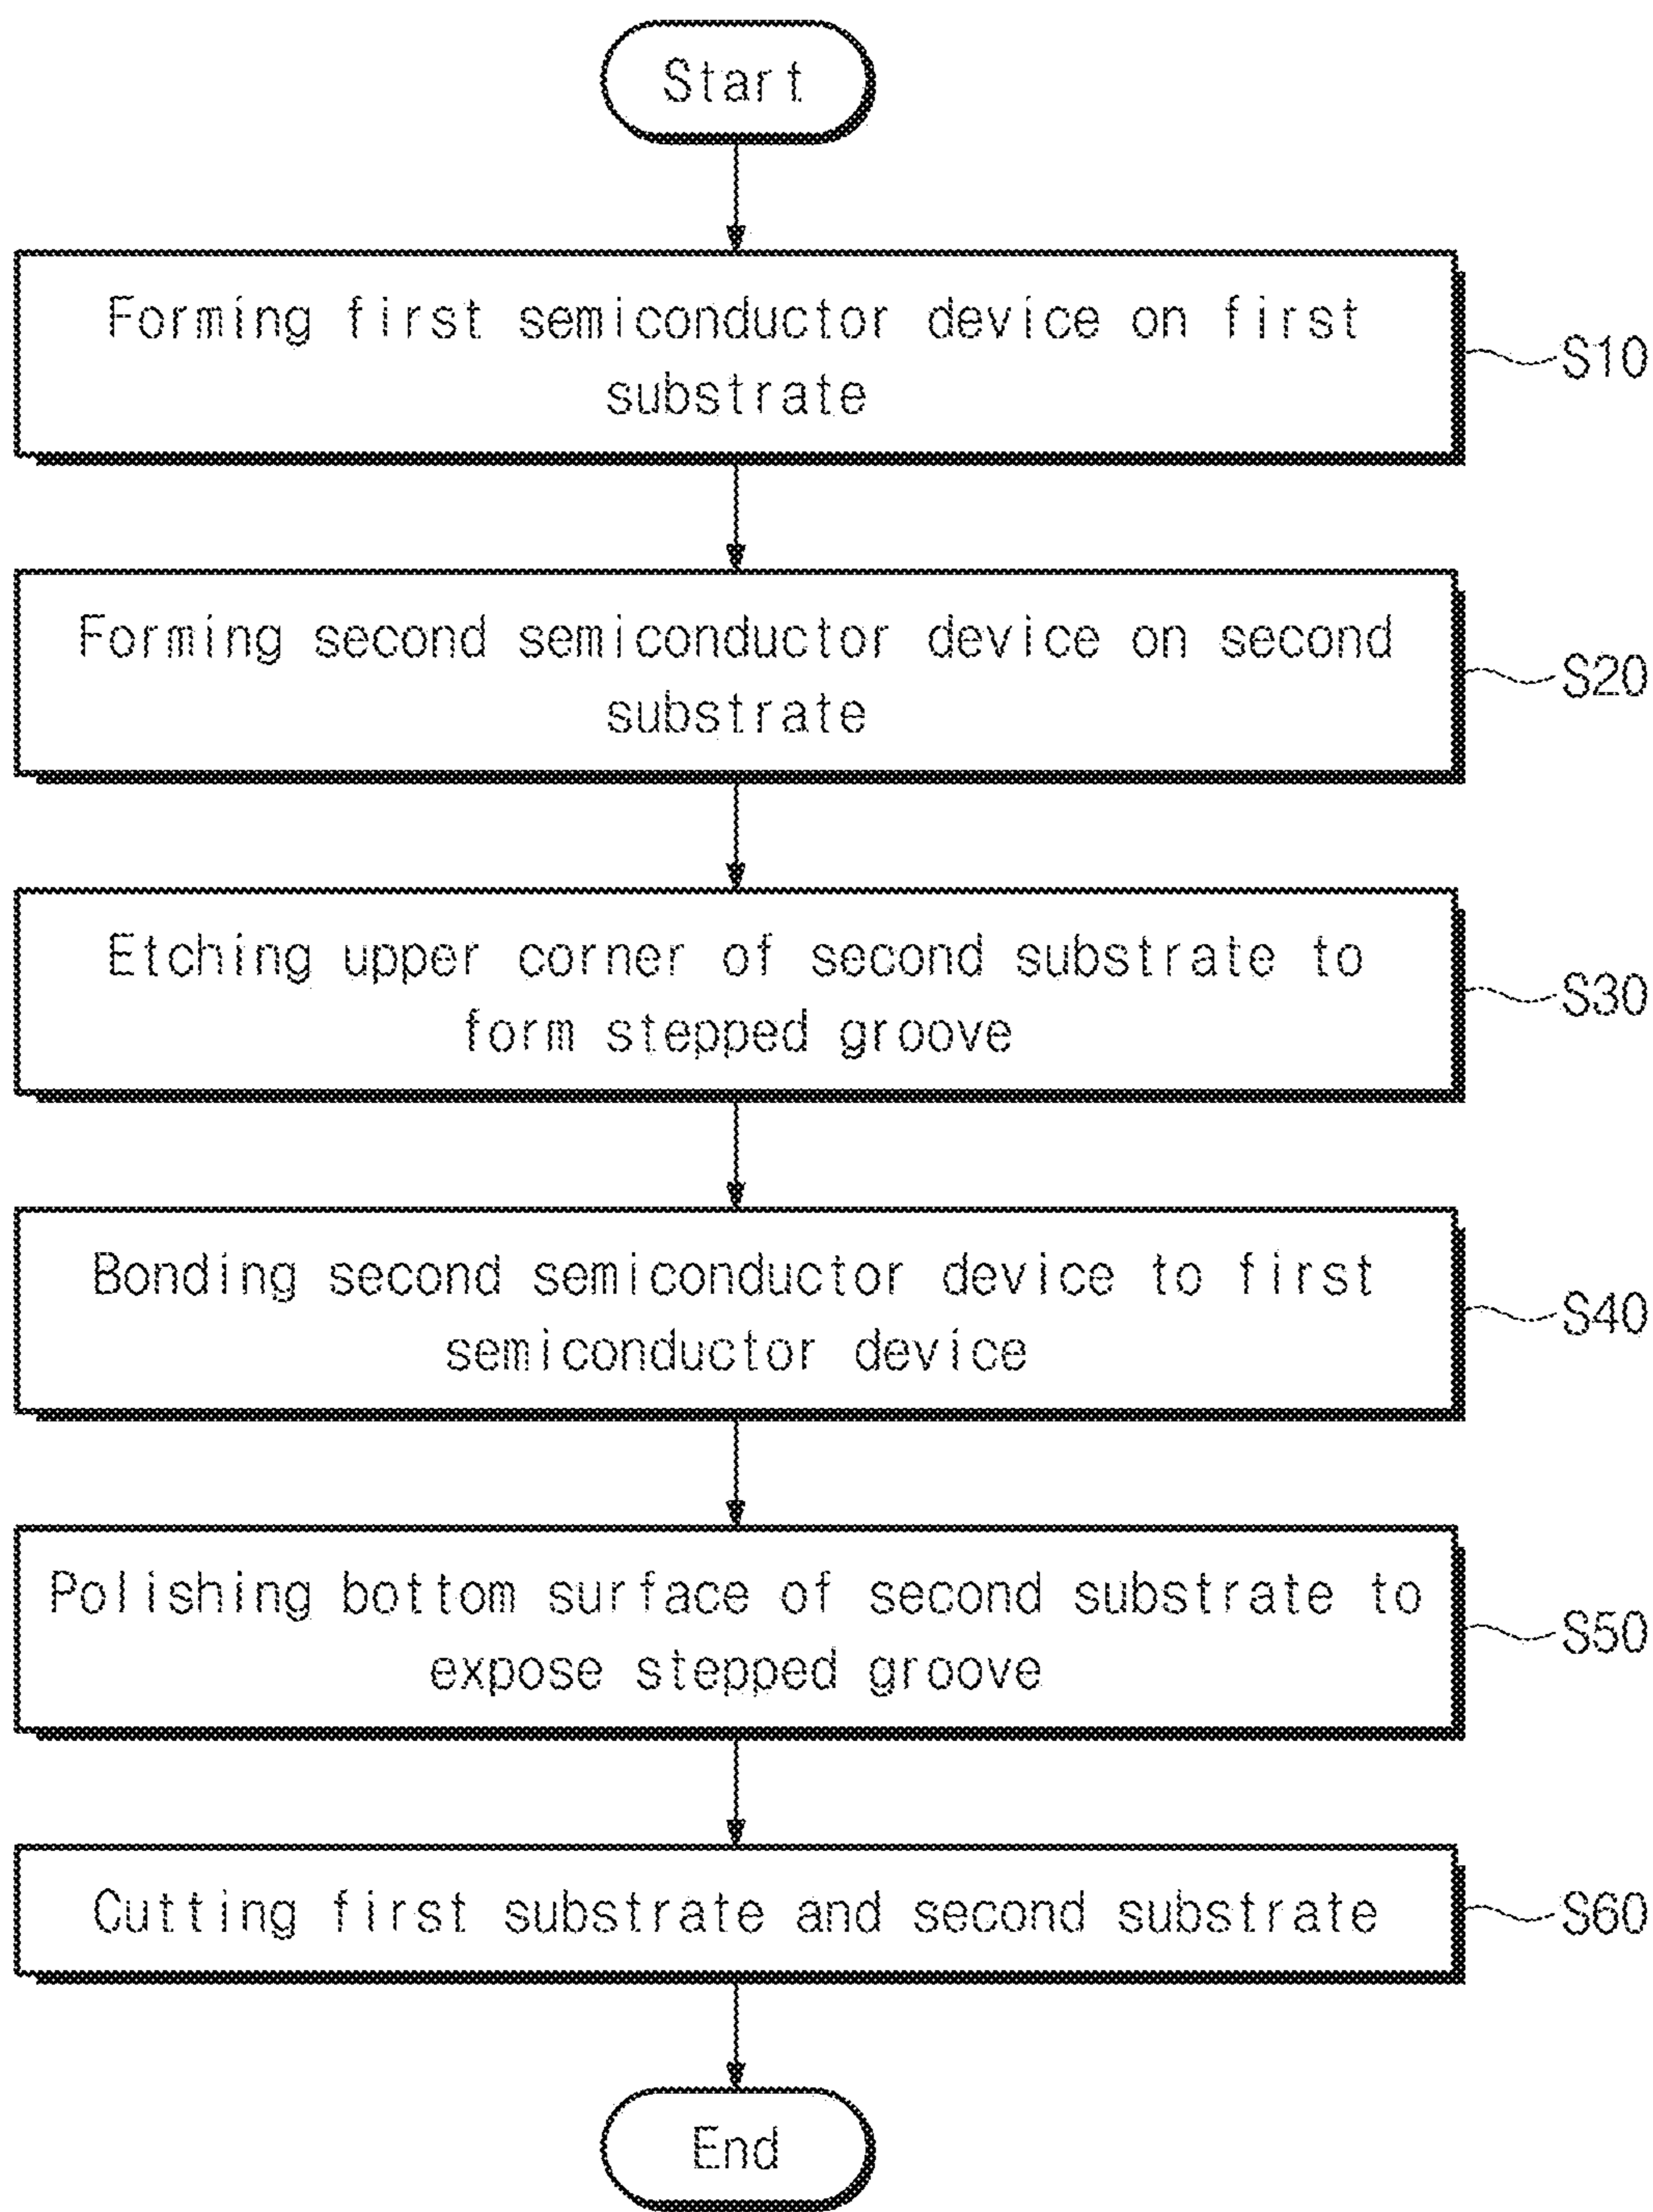 Start
Forming first semiconductor device on first
substrate
S10
Forming second semiconductor device on second
substrate
S20
Etching upper corner of second substrate to
form stepped groove
S30
Bonding second semiconductor device to first
semiconductor device
S40
Polishing bottom surface of second substrate to
expose stepped groove
S50
Cutting first substrate and second substrate
S60
End